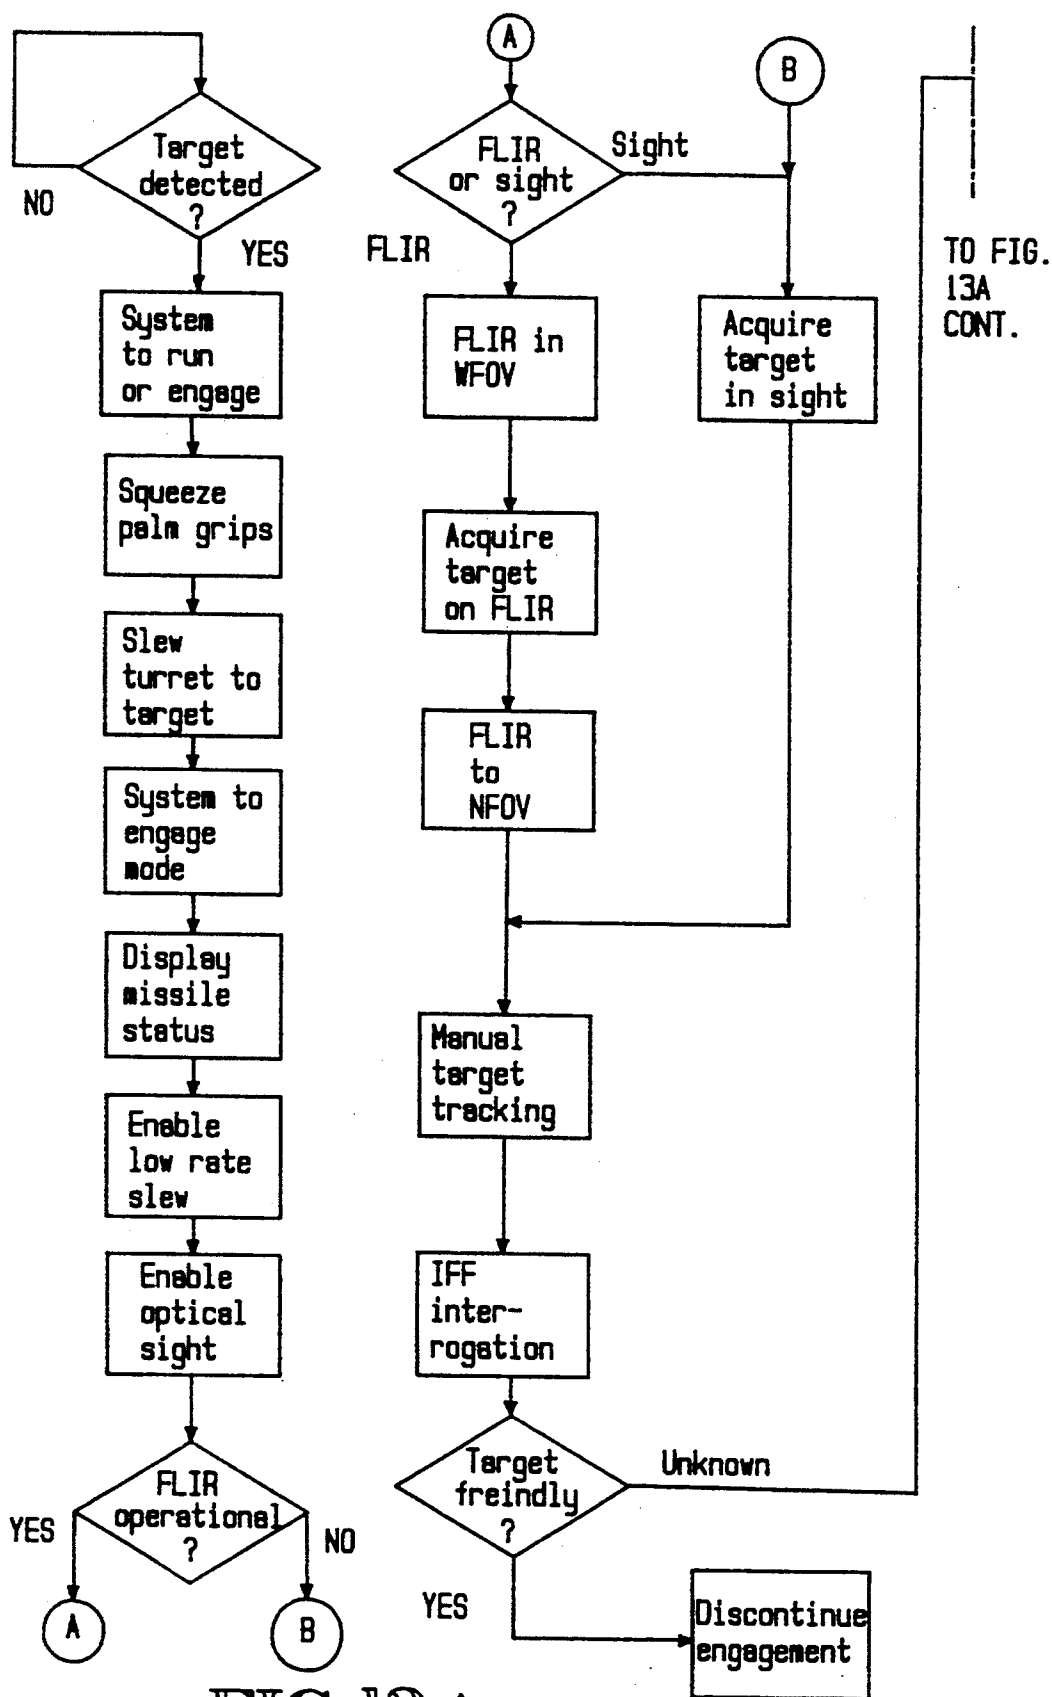 Target
detected
?
NO
YES
System
to run
or engage
Squeeze
palm grips
Slew
turret to
target
System to
engage
mode
Display
missile
status
Enable
low rate
slew
Enable
optical
sight
FLIR
operational
?
YES
NO
A
B
A
FLIR
or sight
?
Sight
FLIR
FLIR in
WFOV
Acquire
target
on FLIR
FLIR
to
NFOV
B
Acquire
target
in sight
Manual
target
tracking
IFF
inter-
rogation
Target
freindly
?
Unknown
YES
Discontinue
engagement
TO FIG.
13A
CONT.